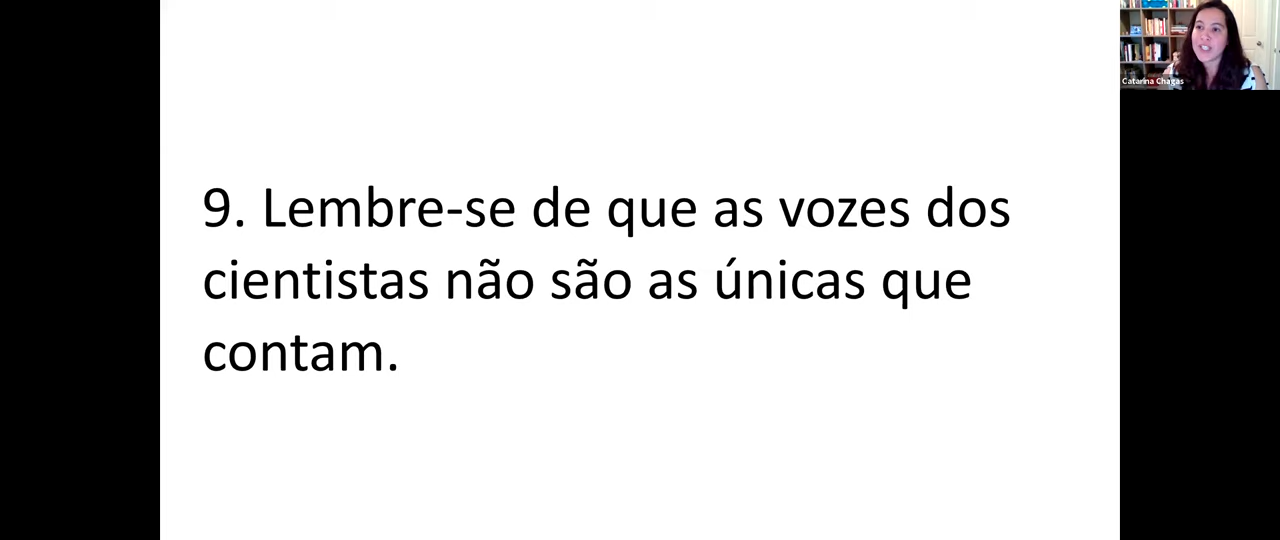 Catarina Chagas
9. Lembre-se de que as vozes dos
cientistas não são as únicas que
contam.